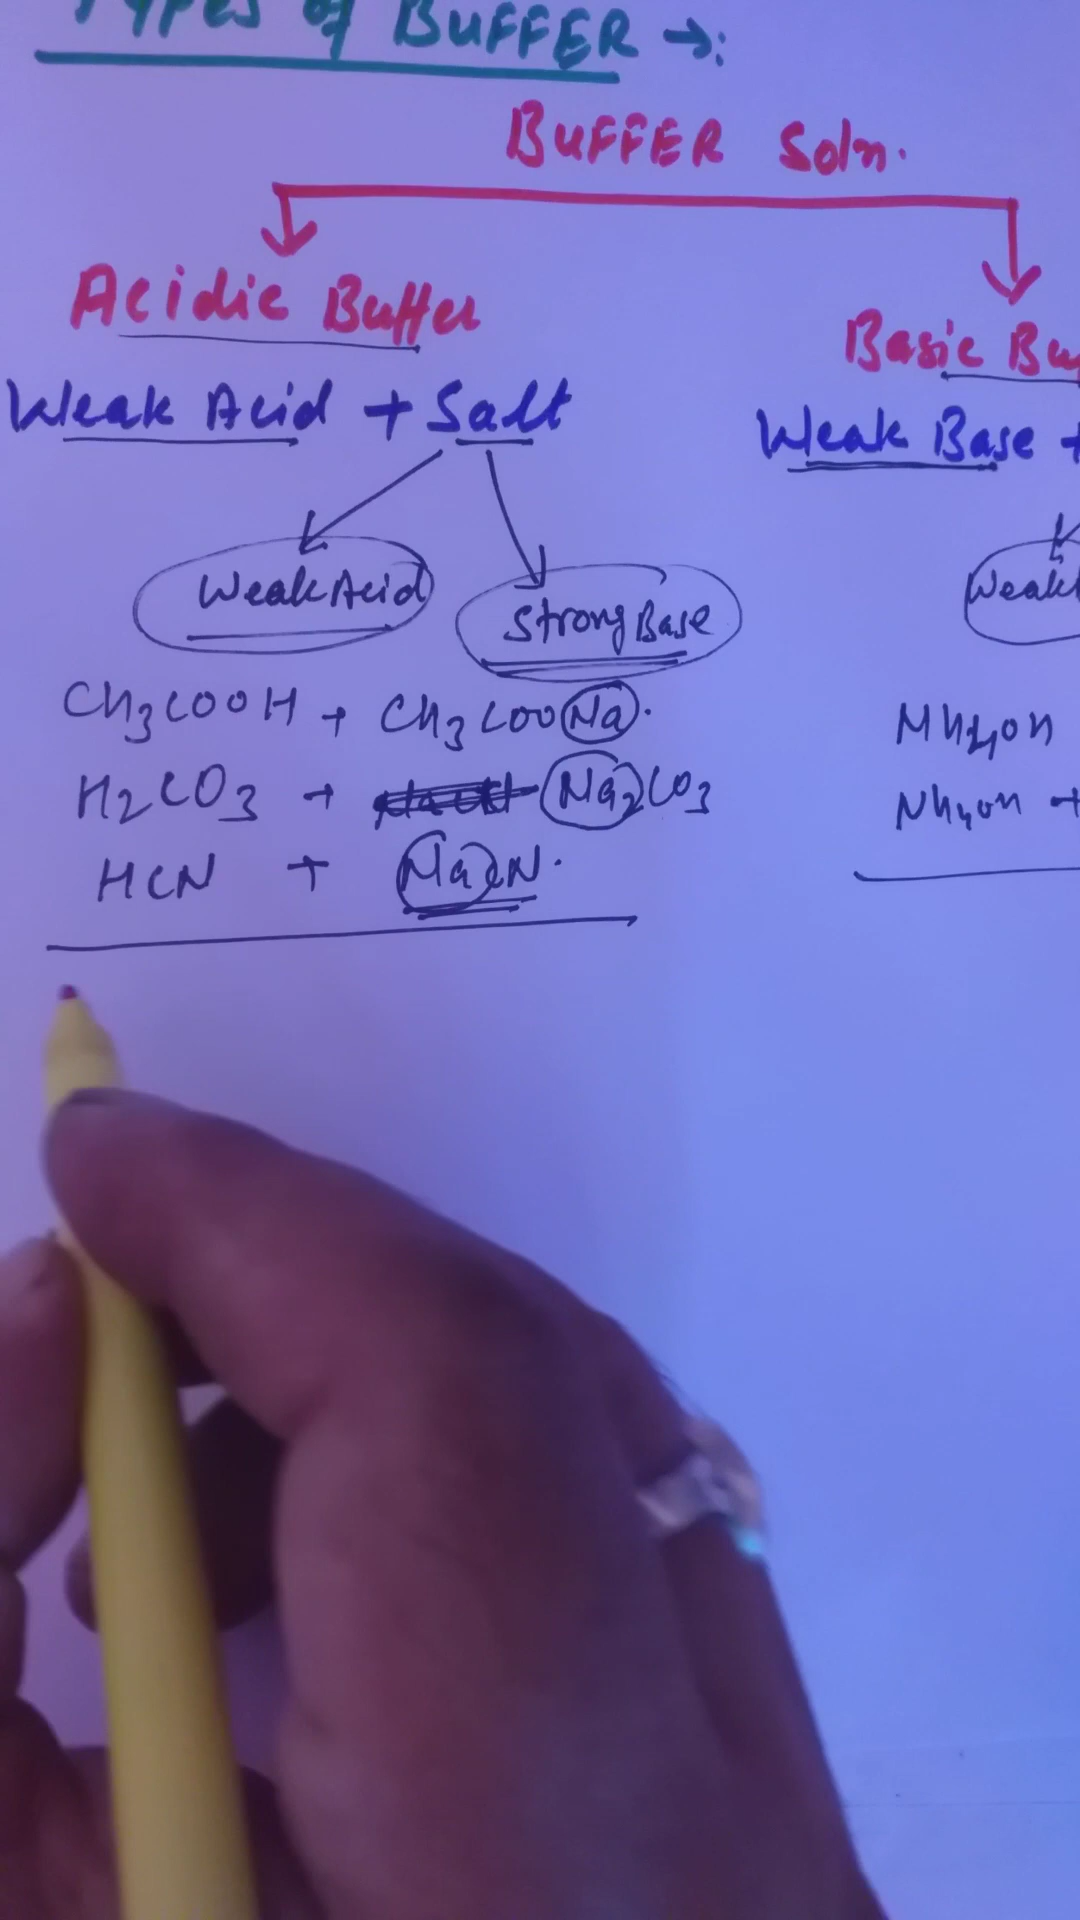 Types of BUFFER →:
BUFFER Soln.
Acidic Buffer
Basic Bu
Weak Acid + Salt
Weak Base +
Weak Acid
Strong Base
Weak
CH3COOH + CH3COONa.
NH4OH
H2CO3 + Na2CO3
NH4OH +
HCN + NaCN.